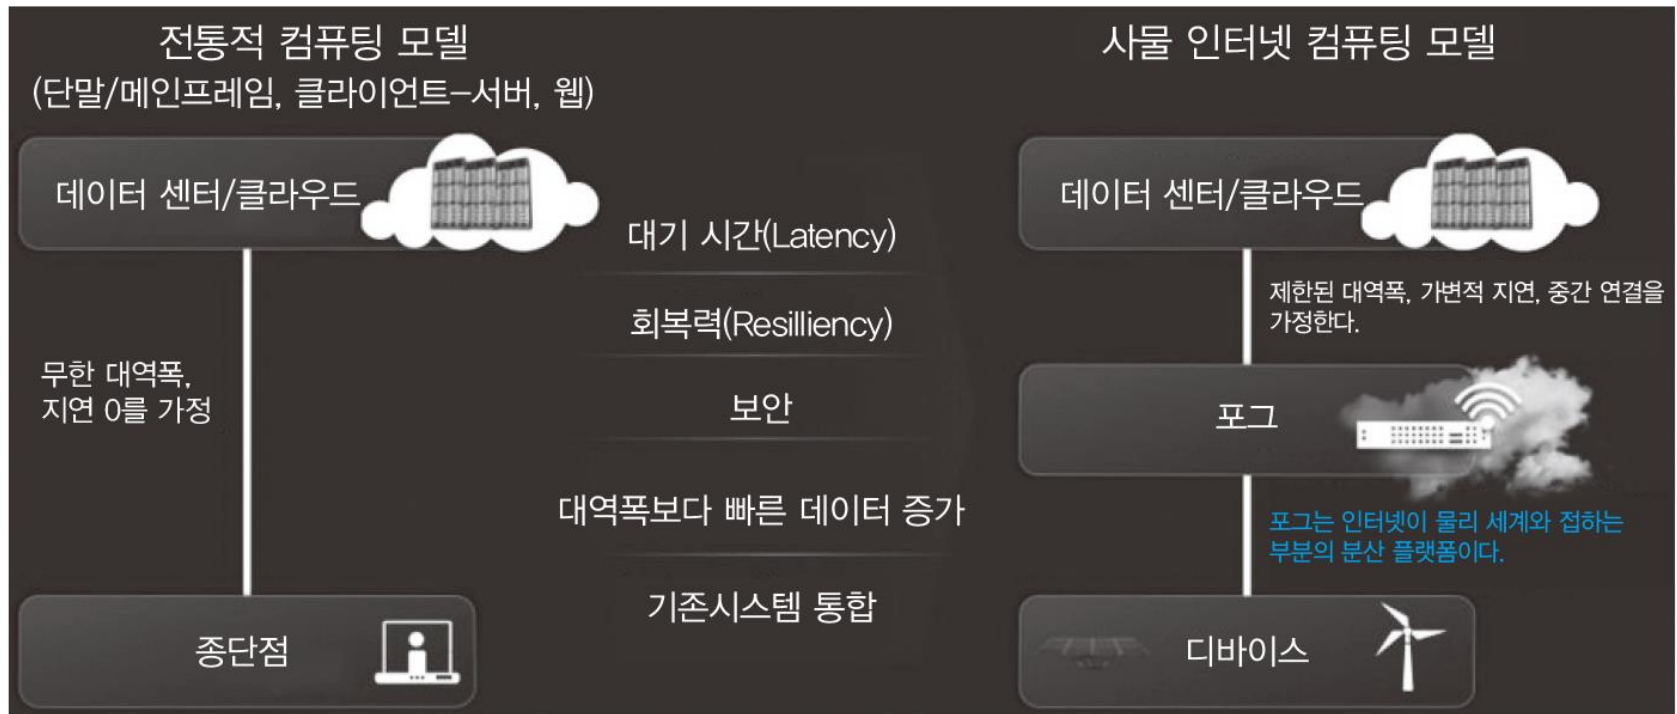 전통적 컴퓨팅 모델
(단말/메인프레임, 클라이언트-서버, 웹)
데이터 센터/클라우드
무한 대역폭,
지연 0를 가정
종단점
대기 시간(Latency)
회복력(Resilliency)
보안
대역폭보다 빠른 데이터 증가
기존시스템 통합
사물 인터넷 컴퓨팅 모델
데이터 센터/클라우드
제한된 대역폭, 가변적 지연, 중간 연결을
가정한다.
포그
포그는 인터넷이 물리 세계와 접하는
부분의 분산 플랫폼이다.
디바이스